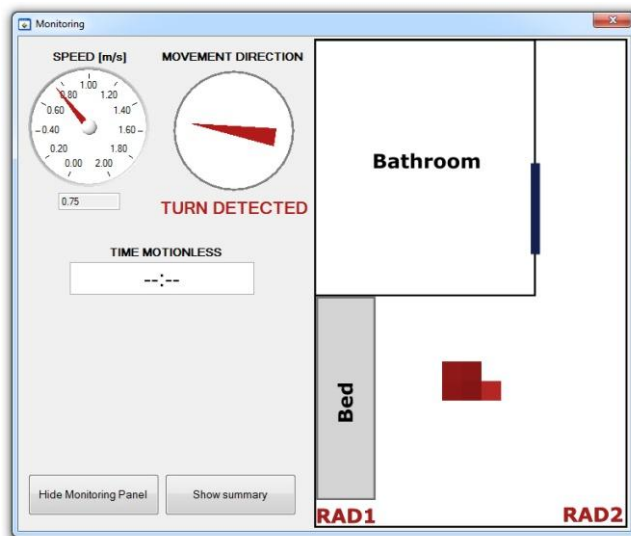 Monitoring
SPEED [m/s]
MOVEMENT DIRECTION
1.00
0.80
1.20
0.60
1.40
0.40
1.60
0.20
1.80
0.00
2.00
0.75
TURN DETECTED
TIME MOTIONLESS
--:--
Hide Monitoring Panel
Show summary
Bathroom
Bed
RAD1
RAD2